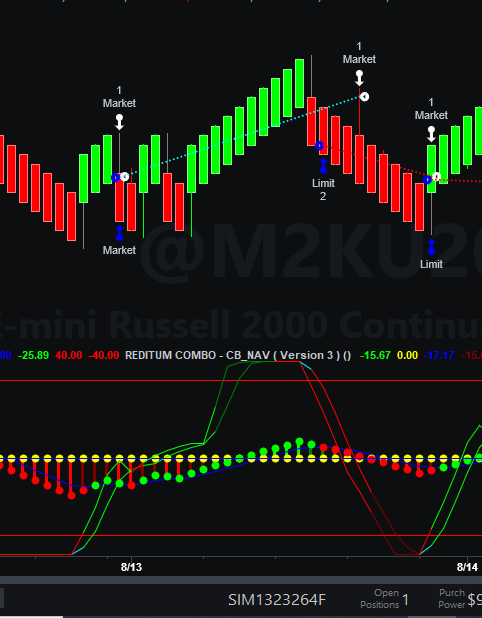 1
Market
1
Market
1
Market
Limit
2
Market
Limit
@M2KU20
E-mini Russell 2000 Continu
00 -25.89 40.00 -40.00 REDITUM COMBO - CB_NAV ( Version 3 ) () -15.67 0.00 -17.17 -15.
8/13 8/14
SIM1323264F Open Positions 1 Purch Power $9